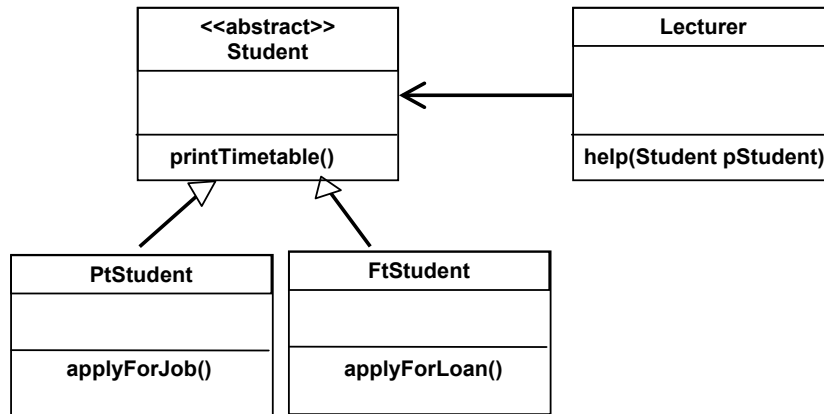 <<abstract>>
Student
printTimetable()
Lecturer
help(Student pStudent)
PtStudent
applyForJob()
FtStudent
applyForLoan()